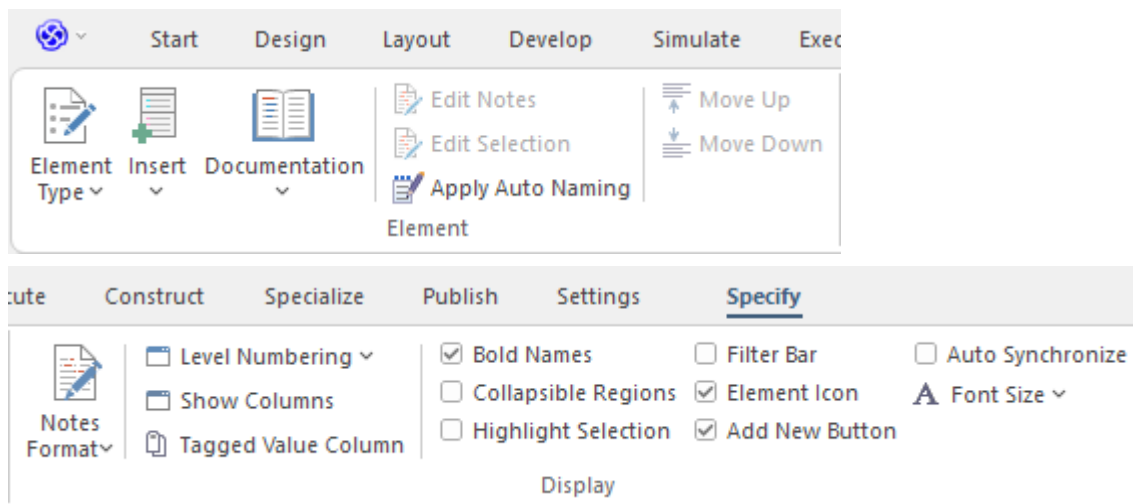 Start Design Layout Develop Simulate Exec
Edit Notes Move Up
Edit Selection Move Down
Element Insert Documentation
Type Apply Auto Naming
Element
cute Construct Specialize Publish Settings Specify
Level Numbering Bold Names Filter Bar Auto Synchronize
Show Columns Collapsible Regions Element Icon Font Size
Notes
Format Tagged Value Column Highlight Selection Add New Button
Display